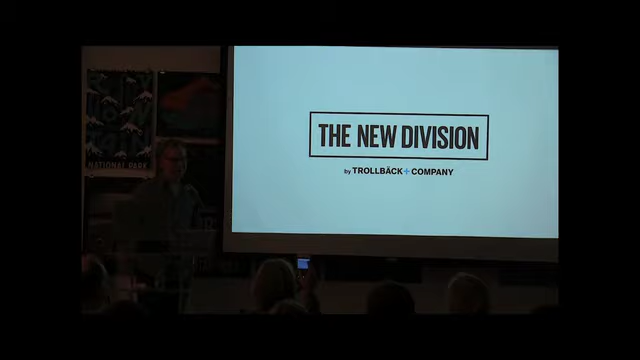 THE NEW DIVISION
by TROLLBÄCK+COMPANY
NATIONAL PARK